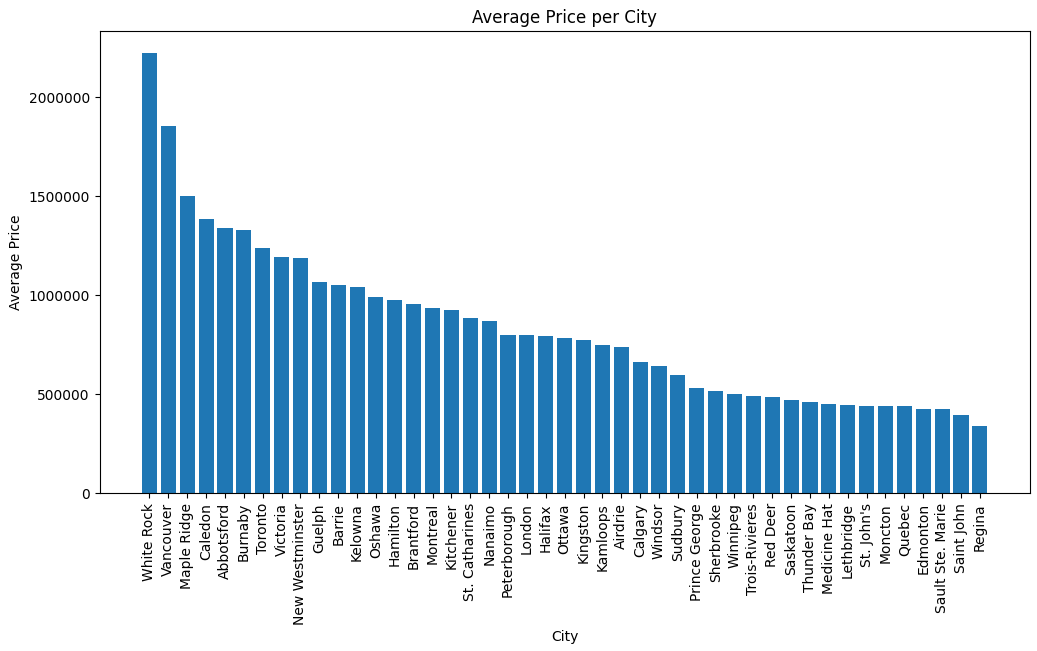 Average Price per City
Average Price
2000000
1500000
1000000
500000
0
White Rock
Vancouver
Maple Ridge
Caledon
Abbotsford
Burnaby
Toronto
Victoria
New Westminster
Guelph
Barrie
Kelowna
Oshawa
Hamilton
Brantford
Montreal
Kitchener
St. Catharines
Nanaimo
Peterborough
London
Halifax
Ottawa
Kingston
Kamloops
Airdrie
Calgary
Windsor
Sudbury
Prince George
Sherbrooke
Winnipeg
Trois-Rivieres
Red Deer
Saskatoon
Thunder Bay
Medicine Hat
Lethbridge
St. John's
Moncton
Quebec
Edmonton
Sault Ste. Marie
Saint John
Regina
City